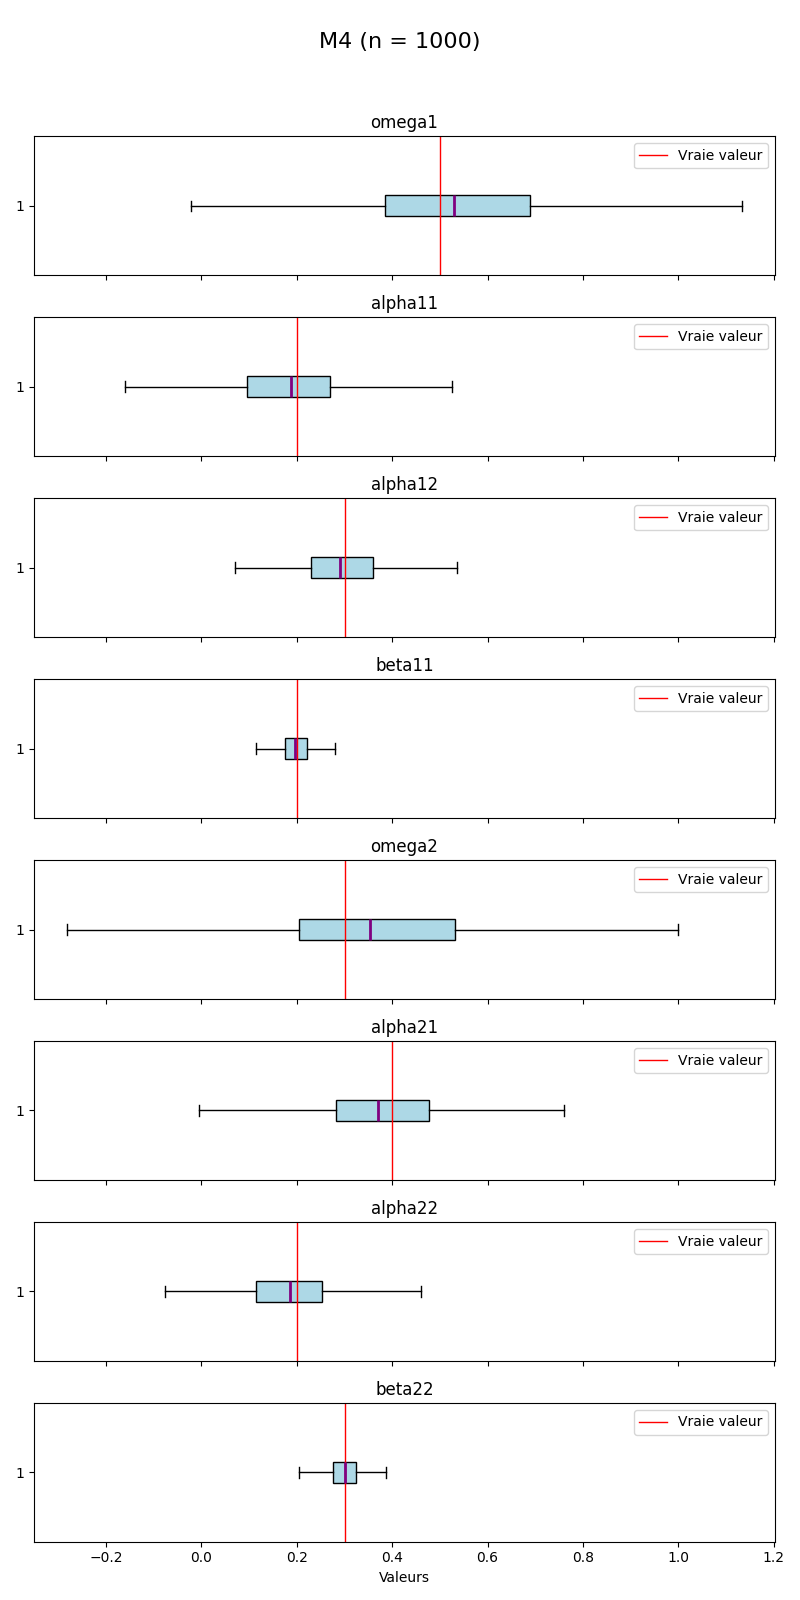 M4 (n = 1000)
omega1
Vraie valeur
1
alpha11
Vraie valeur
1
alpha12
Vraie valeur
1
beta11
Vraie valeur
1
omega2
Vraie valeur
1
alpha21
Vraie valeur
1
alpha22
Vraie valeur
1
beta22
Vraie valeur
1
−0.2 0.0 0.2 0.4 0.6 0.8 1.0 1.2
Valeurs